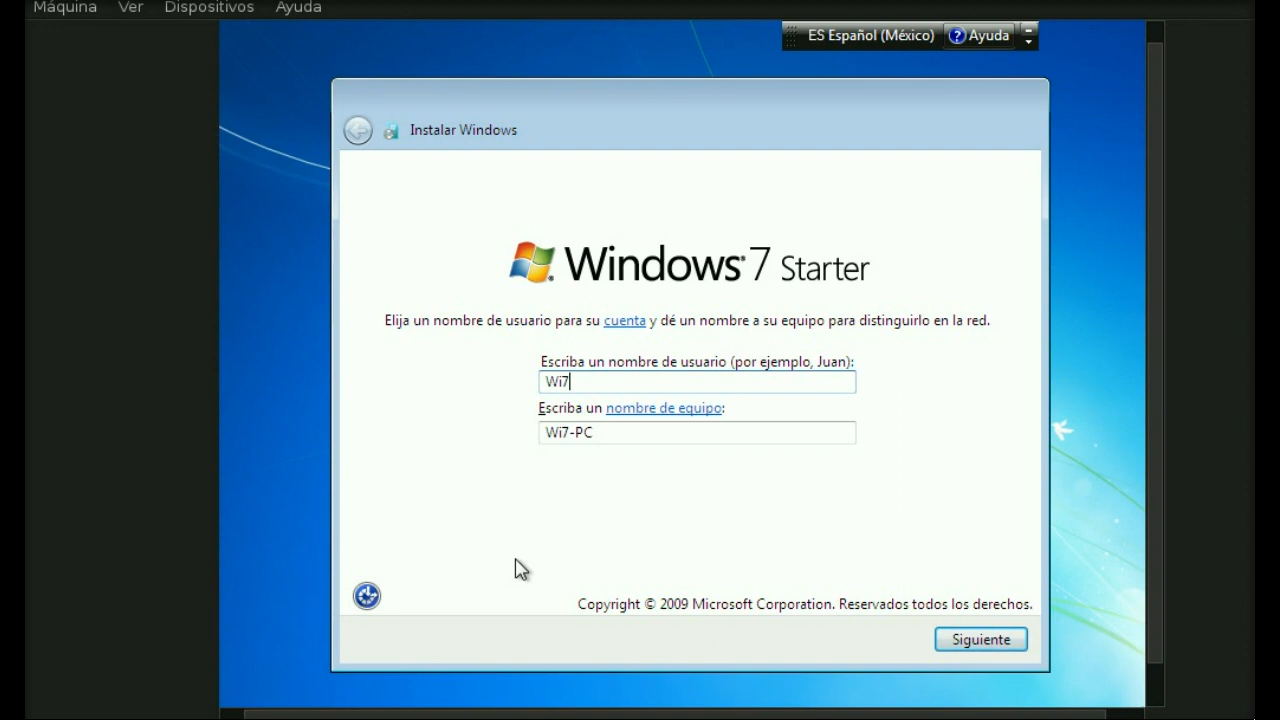 Máquina Ver Dispositivos Ayuda
ES Español (México) ? Ayuda
Instalar Windows
Windows 7 Starter
Elija un nombre de usuario para su cuenta y dé un nombre a su equipo para distinguirlo en la red.
Escriba un nombre de usuario (por ejemplo, Juan):
Wi7
Escriba un nombre de equipo:
Wi7-PC
Copyright © 2009 Microsoft Corporation. Reservados todos los derechos.
Siguiente